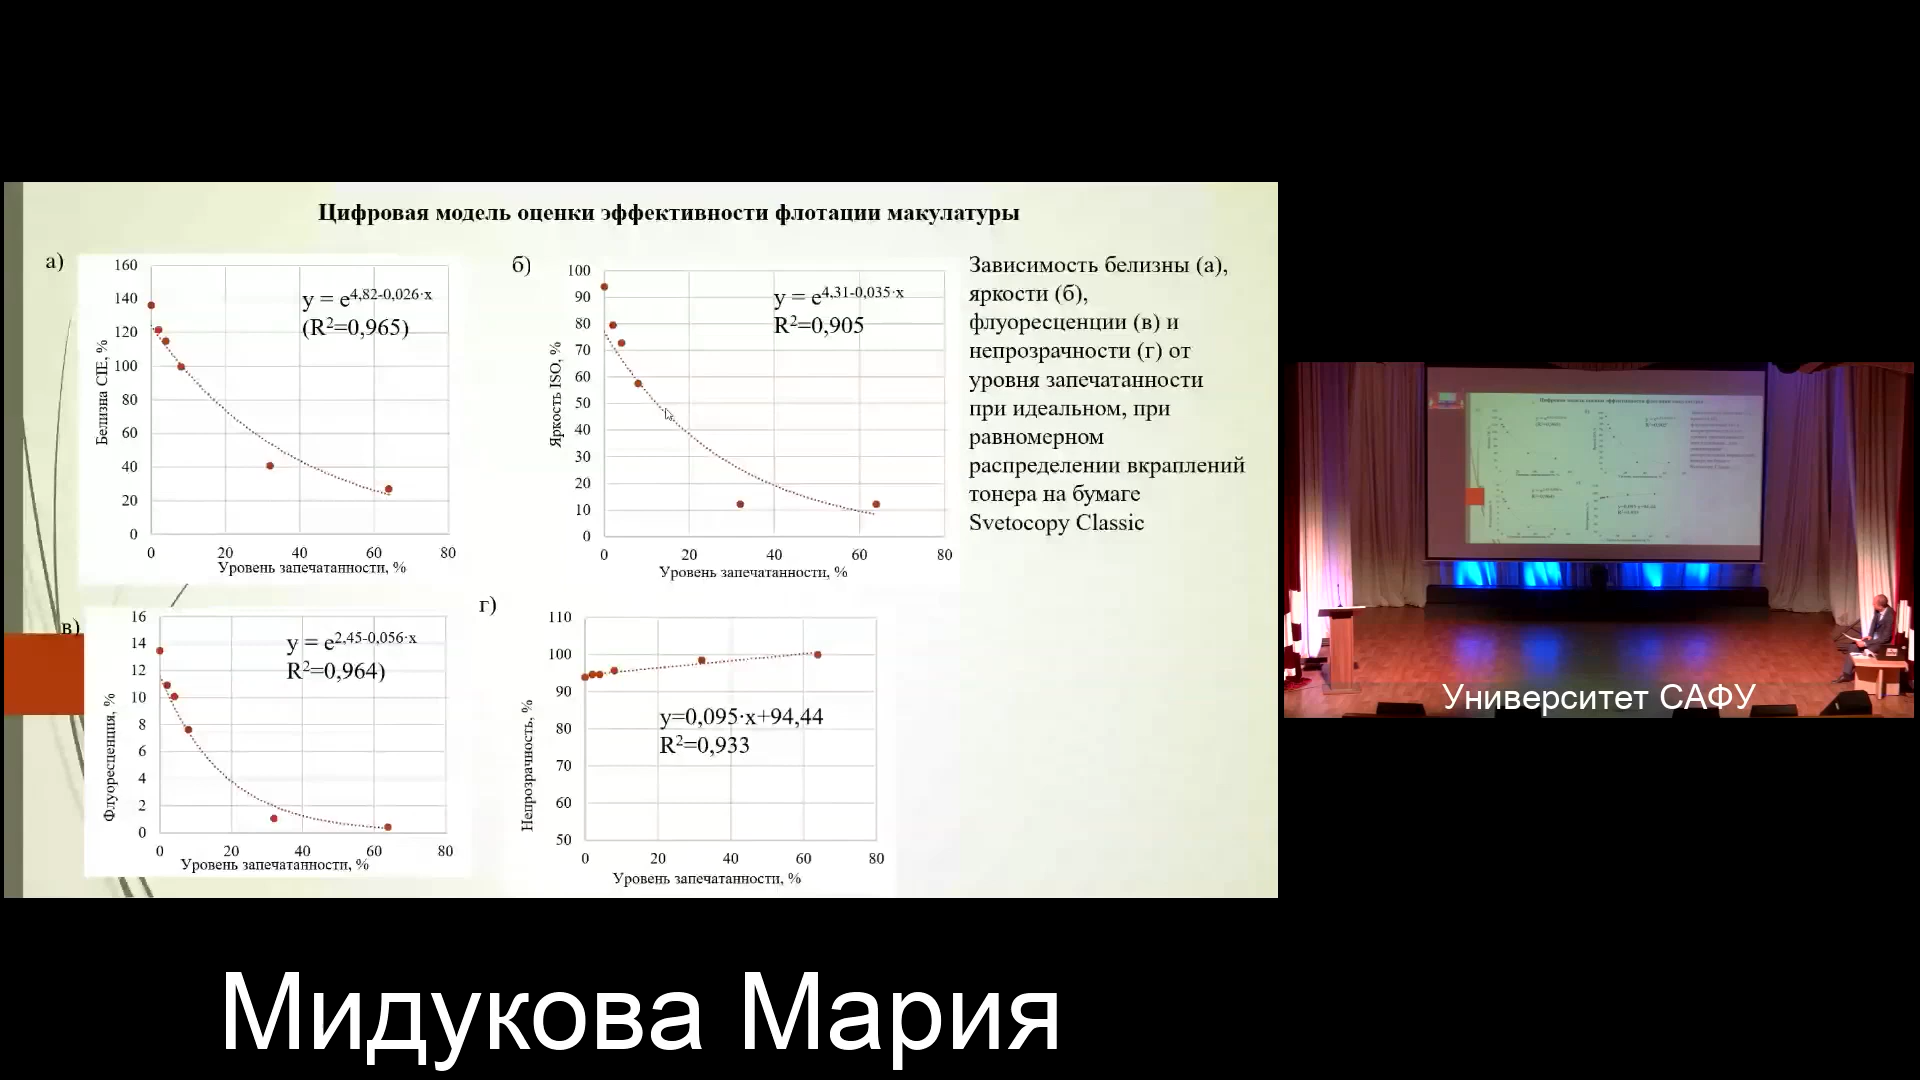 Цифровая модель оценки эффективности флотации макулатуры
а)
160
140
120
100
80
60
40
20
0
Белизна CIE, %
y = e^4,82-0,026·x
(R²=0,965)
0 20 40 60 80
Уровень запечатанности, %
б)
100
90
80
70
60
50
40
30
20
10
0
Яркость ISO, %
y = e^4,31-0,035·x
R²=0,905
0 20 40 60 80
Уровень запечатанности, %
Зависимость белизны (а),
яркости (б),
флуоресценции (в) и
непрозрачности (г) от
уровня запечатанности
при идеальном, при
равномерном
распределении вкраплений
тонера на бумаге
Svetocopy Classic
в)
16
14
12
10
8
6
4
2
0
Флуоресценция, %
y = e^2,45-0,056·x
R²=0,964)
0 20 40 60 80
Уровень запечатанности, %
г)
110
100
90
80
70
60
50
Непрозрачность, %
y=0,095·x+94,44
R²=0,933
0 20 40 60 80
Уровень запечатанности, %
Университет САФУ
Мидукова Мария